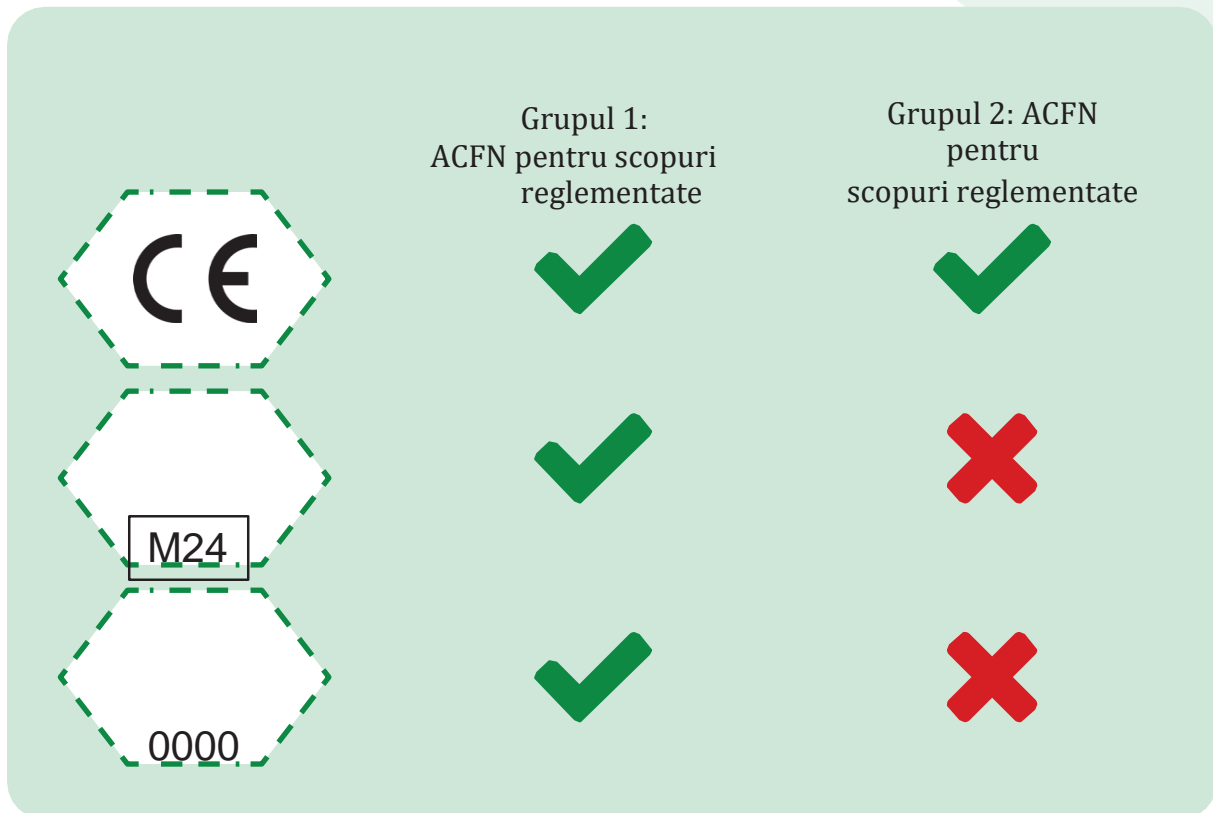 Grupul 1:
ACFN pentru scopuri
reglementate
Grupul 2: ACFN
pentru
scopuri reglementate
CE
M24
0000